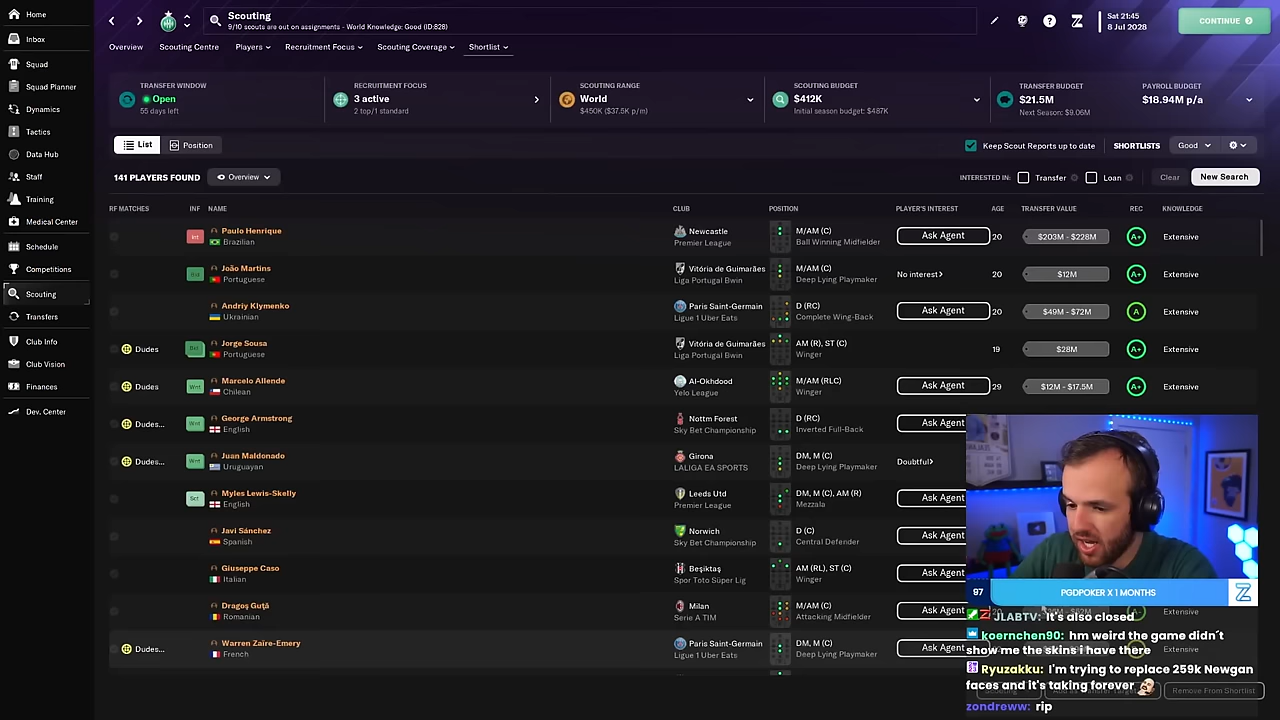 Home
Inbox
Squad
Squad Planner
Dynamics
Tactics
Data Hub
Staff
Training
Medical Center
Schedule
Competitions
Scouting
Transfers
Club Info
Club Vision
Finances
Dev. Center
Scouting
9/10 scouts are out on assignments - World Knowledge: Good (ID:828)
Sat 21:45
8 Jul 2028
CONTINUE
Overview Scouting Centre Players Recruitment Focus Scouting Coverage Shortlist
TRANSFER WINDOW
Open
55 days left
RECRUITMENT FOCUS
3 active
2 top/1 standard
SCOUTING RANGE
World
$450K ($37.5K p/m)
SCOUTING BUDGET
$412K
Initial season budget: $487K
TRANSFER BUDGET
$21.5M
Next Season: $9.06M
PAYROLL BUDGET
$18.94M p/a
List Position
Keep Scout Reports up to date SHORTLISTS Good
141 PLAYERS FOUND Overview
INTERESTED IN: Transfer Loan Clear New Search
RF MATCHES INF NAME CLUB POSITION PLAYER'S INTEREST AGE TRANSFER VALUE REC KNOWLEDGE
Int Paulo Henrique Newcastle M/AM (C) Ask Agent 20 $203M - $228M A+ Extensive
Brazilian Premier League Ball Winning Midfielder
João Martins Vitória de Guimarães M/AM (C) No interest> 20 $12M A+ Extensive
Portuguese Liga Portugal Bwin Deep Lying Playmaker
Andriy Klymenko Paris Saint-Germain D (RC) Ask Agent 20 $49M - $72M A Extensive
Ukrainian Ligue 1 Uber Eats Complete Wing-Back
Dudes Jorge Sousa Vitória de Guimarães AM (R), ST (C) 19 $28M A+ Extensive
Portuguese Liga Portugal Bwin Winger
Dudes Wnt Marcelo Allende Al-Okhdood M/AM (RLC) Ask Agent 29 $12M - $17.5M A+ Extensive
Chilean Yelo League Winger
Dudes... Wnt George Armstrong Nottm Forest D (RC) Ask Agent
English Sky Bet Championship Inverted Full-Back
Dudes... Wnt Juan Maldonado Girona DM, M (C) Doubtful>
Uruguayan LALIGA EA SPORTS Deep Lying Playmaker
Sct Myles Lewis-Skelly Leeds Utd DM, M (C), AM (R) Ask Agent
English Premier League Mezzala
Javi Sánchez Norwich D (C) Ask Agent
Spanish Sky Bet Championship Central Defender
Giuseppe Caso Beşiktaş AM (RL), ST (C) Ask Agent
Italian Spor Toto Süper Lig Winger
Dragoș Guță Milan M/AM (C) Ask Agent
Romanian Serie A TIM Attacking Midfielder
Dudes... Warren Zaïre-Emery Paris Saint-Germain DM, M (C) Ask Agent
French Ligue 1 Uber Eats Deep Lying Playmaker
97 PGDPOKER X 1 MONTHS Z
JLABTV: It's also closed
koernchen90: hm weird the game didn´t
show me the skins i have there
Ryuzakku: I'm trying to replace 259k Newgan
faces and it's taking forever
zondreww: rip
Remove From Shortlist